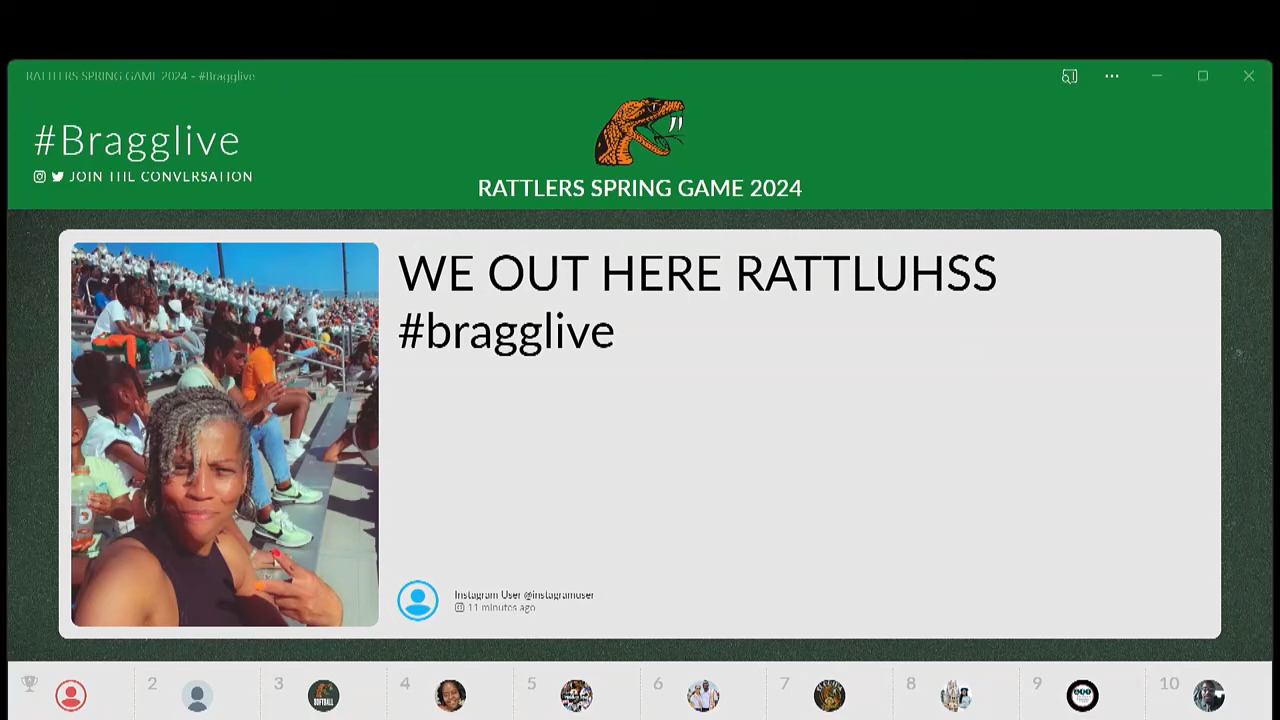 RATTLERS SPRING GAME 2024 - #Bragglive
#Bragglive
JOIN THE CONVERSATION
RATTLERS SPRING GAME 2024
WE OUT HERE RATTLUHSS
#bragglive
Instagram User @instagramuser
11 minutes ago
2
3
SOFTBALL
4
5
6
7
8
9
10